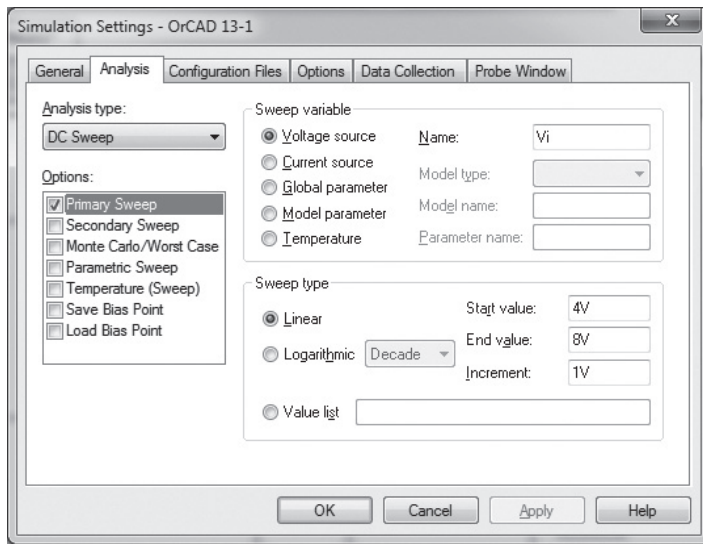 Simulation Settings - OrCAD 13-1
x
General Analysis Configuration Files Options Data Collection Probe Window
Analysis type:
DC Sweep
Options:
Primary Sweep
Secondary Sweep
Monte Carlo/Worst Case
Parametric Sweep
Temperature (Sweep)
Save Bias Point
Load Bias Point
Sweep variable
Voltage source
Current source
Global parameter
Model parameter
Temperature
Name: Vi
Model type:
Model name:
Parameter name:
Sweep type
Linear
Logarithmic Decade
Value list
Start value: 4V
End value: 8V
Increment: 1V
OK Cancel Apply Help